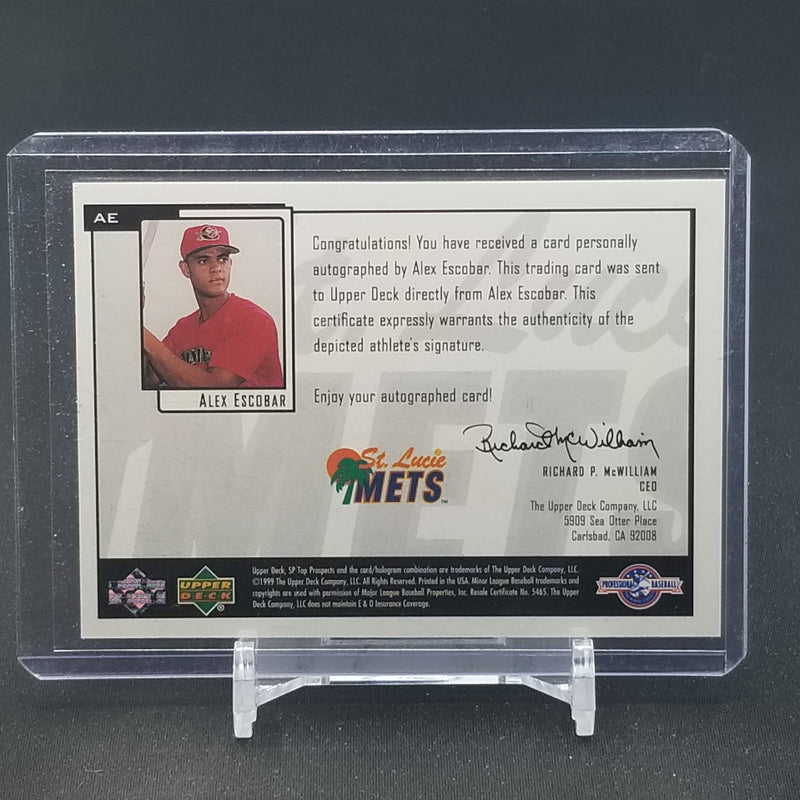 AE
ALEX ESCOBAR
Congratulations! You have received a card personally
autographed by Alex Escobar. This trading card was sent
to Upper Deck directly from Alex Escobar. This
certificate expressly warrants the authenticity of the
depicted athlete's signature.
Enjoy your autographed card!
St. Lucie
METS
Richard P McWilliam
RICHARD P. McWILLIAM
CEO
The Upper Deck Company, LLC
5909 Sea Otter Place
Carlsbad, CA 92008
UPPER
DECK
Upper Deck, SP Top Prospects and the card/hologram combination are trademarks of The Upper Deck Company, LLC.
©1999 The Upper Deck Company, LLC. All Rights Reserved. Printed in the USA. Minor League Baseball trademarks and
copyrights are used with permission of Major League Baseball Properties, Inc. Resale Certificate No. 5465. The Upper
Deck Company, LLC does not maintain E & O Insurance Coverage.
PROFESSIONAL BASEBALL